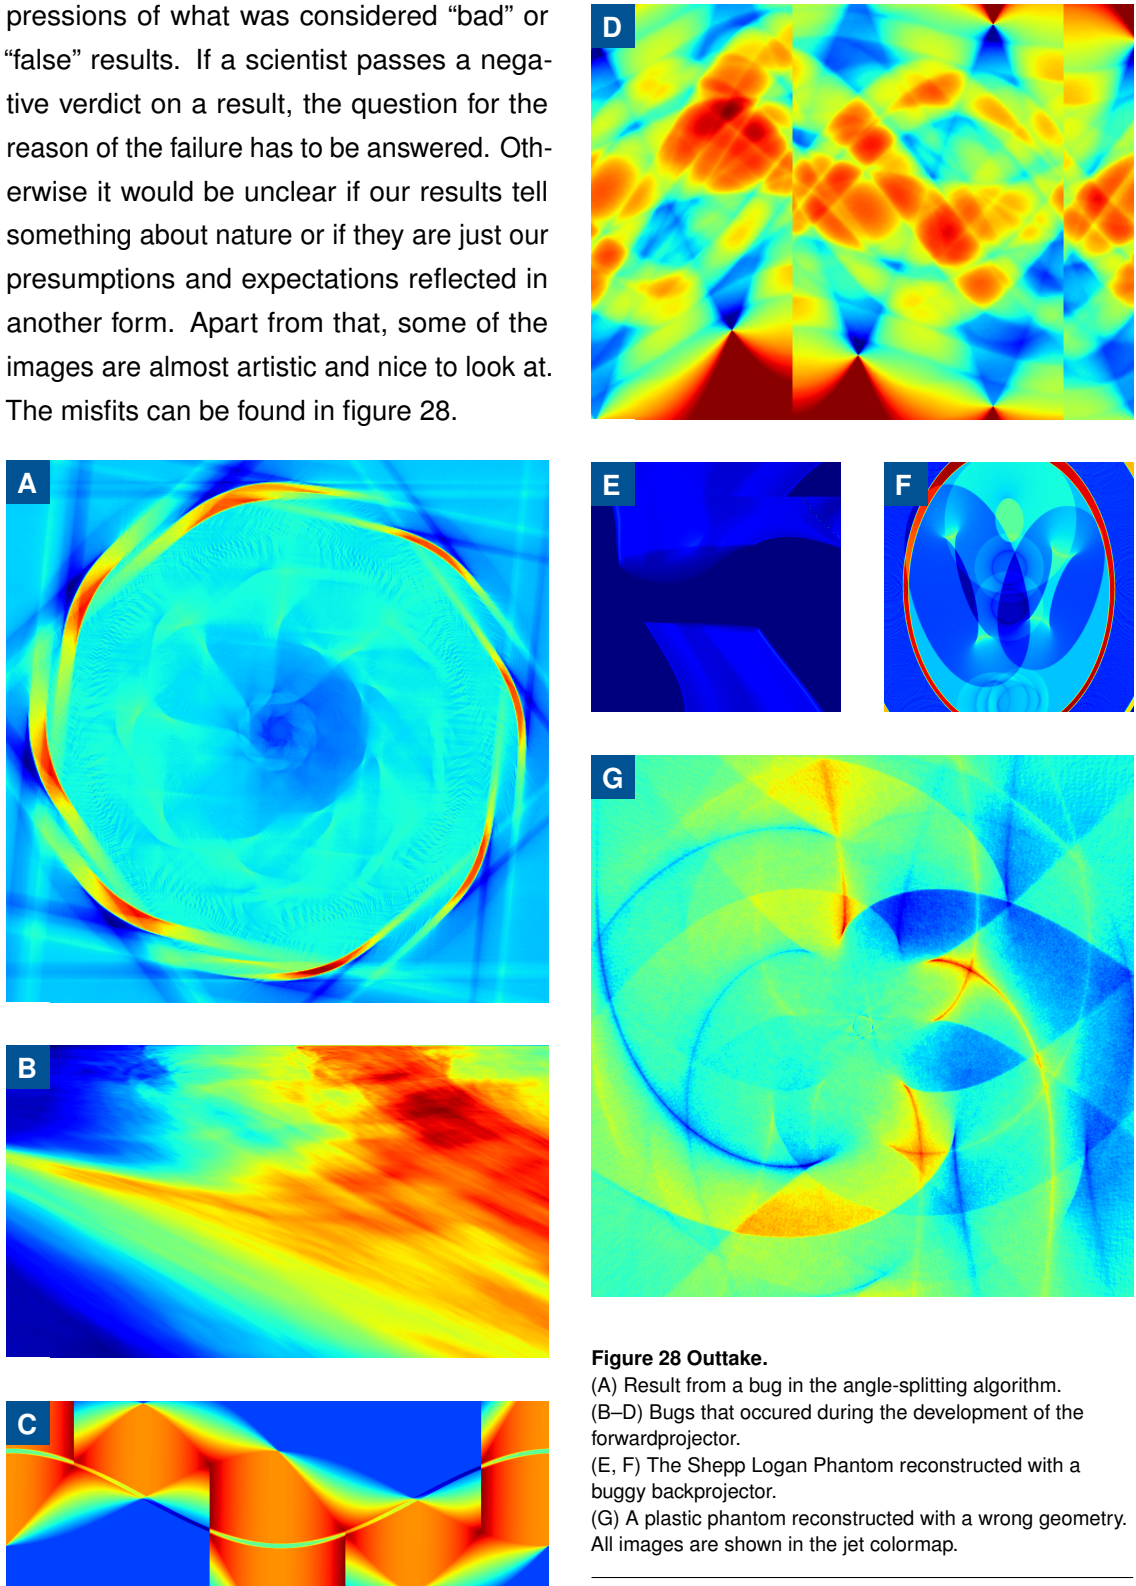 pressions of what was considered “bad” or
“false” results. If a scientist passes a nega-
tive verdict on a result, the question for the
reason of the failure has to be answered. Oth-
erwise it would be unclear if our results tell
something about nature or if they are just our
presumptions and expectations reflected in
another form. Apart from that, some of the
images are almost artistic and nice to look at.
The misfits can be found in figure 28.
A
B
C
D
E
F
G
Figure 28 Outtake.
(A) Result from a bug in the angle-splitting algorithm.
(B–D) Bugs that occured during the development of the
forwardprojector.
(E, F) The Shepp Logan Phantom reconstructed with a
buggy backprojector.
(G) A plastic phantom reconstructed with a wrong geometry.
All images are shown in the jet colormap.